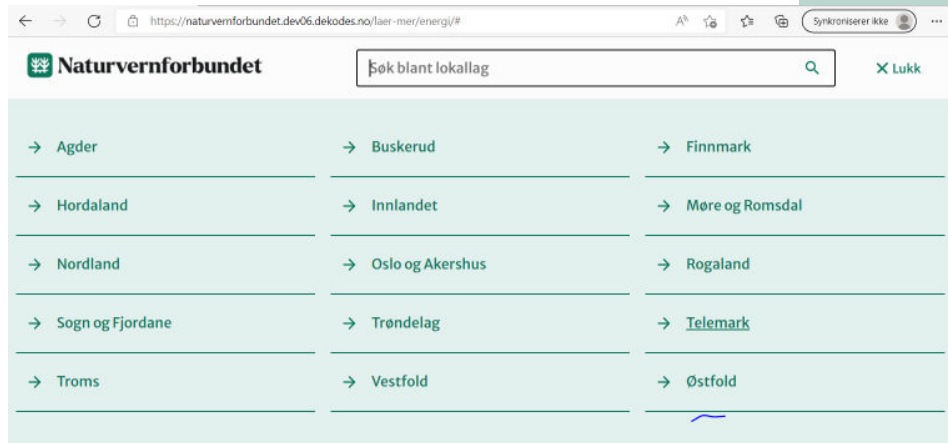 https://naturvernforbundet.dev06.dekodes.no/laer-mer/energi/#
Synkroniserer ikke
Naturvernforbundet
Søk blant lokallag
Lukk
Agder
Buskerud
Finnmark
Hordaland
Innlandet
Møre og Romsdal
Nordland
Oslo og Akershus
Rogaland
Sogn og Fjordane
Trøndelag
Telemark
Troms
Vestfold
Østfold